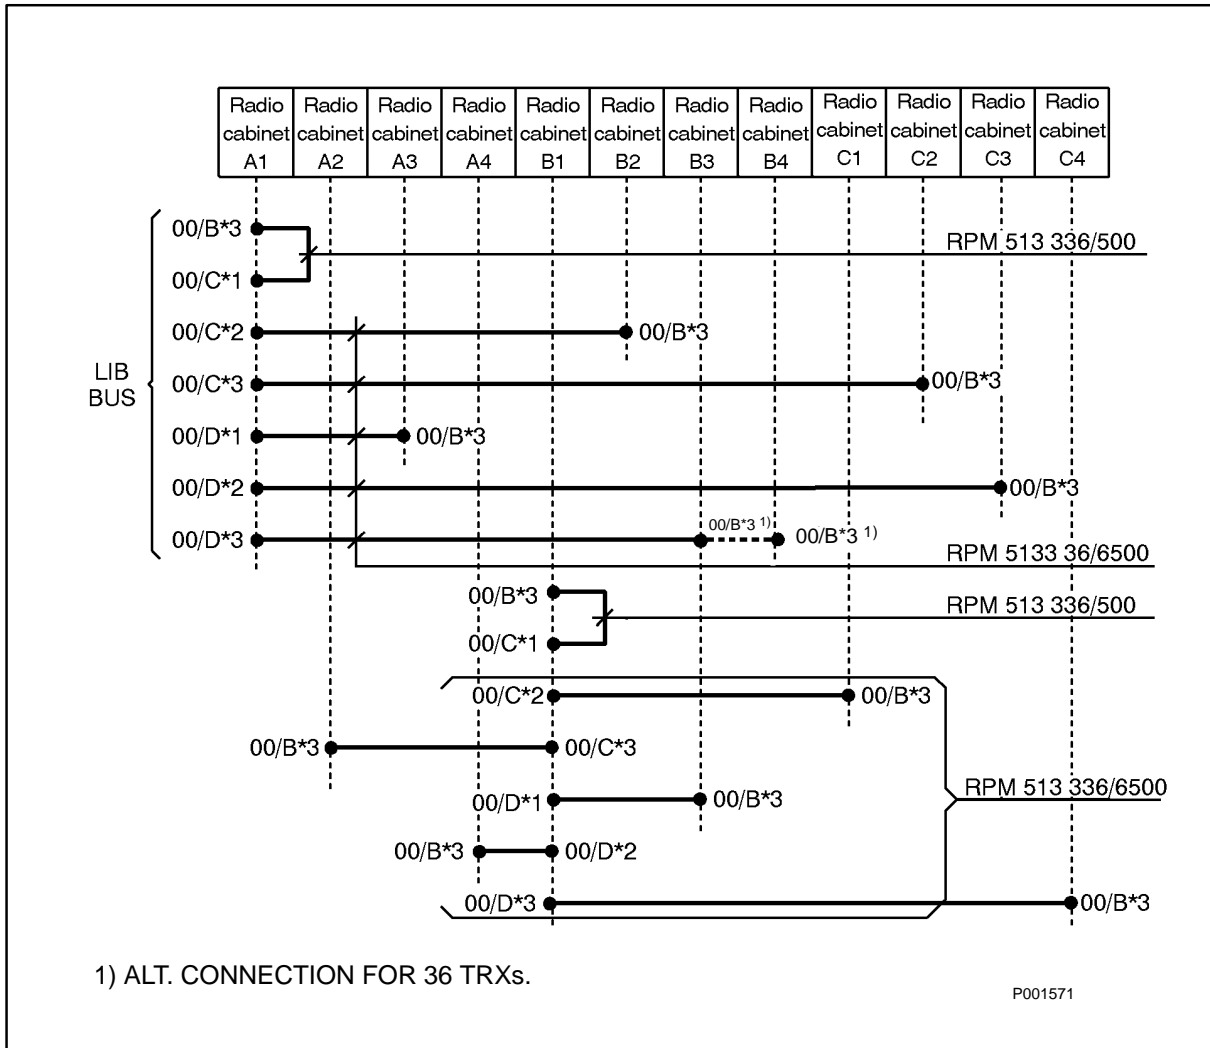 Radio cabinet A1
Radio cabinet A2
Radio cabinet A3
Radio cabinet A4
Radio cabinet B1
Radio cabinet B2
Radio cabinet B3
Radio cabinet B4
Radio cabinet C1
Radio cabinet C2
Radio cabinet C3
Radio cabinet C4
LIB
BUS
00/B*3
RPM 513 336/500
00/C*1
00/C*2 00/B*3
00/C*3 00/B*3
00/D*1 00/B*3
00/D*2 00/B*3
00/D*3 00/B*3 1) 00/B*3 1)
RPM 5133 36/6500
00/B*3
RPM 513 336/500
00/C*1
00/C*2 00/B*3
00/B*3 00/C*3
00/D*1 00/B*3
RPM 513 336/6500
00/B*3 00/D*2
00/D*3 00/B*3
1) ALT. CONNECTION FOR 36 TRXs.
P001571